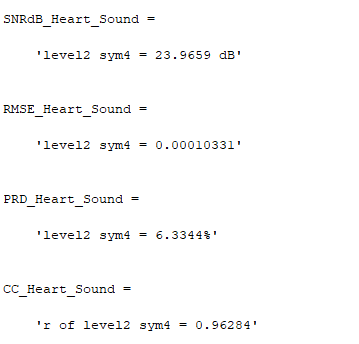 SNRdB_Heart_Sound =
'level2 sym4 = 23.9659 dB'
RMSE_Heart_Sound =
'level2 sym4 = 0.00010331'
PRD_Heart_Sound =
'level2 sym4 = 6.3344%'
CC_Heart_Sound =
'r of level2 sym4 = 0.96284'